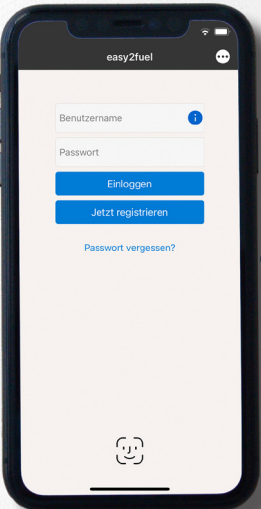 easy2fuel
Benutzername
Passwort
Einloggen
Jetzt registrieren
Passwort vergessen?